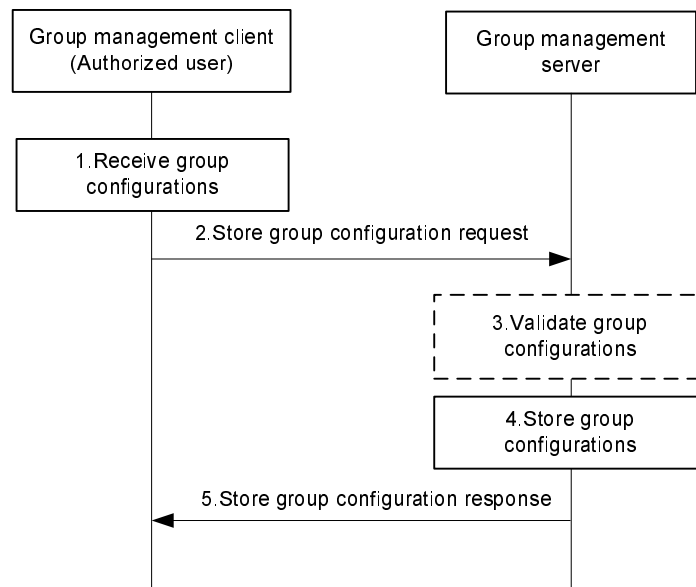 Group management client
(Authorized user)
Group management
server
1.Receive group
configurations
2.Store group configuration request
3.Validate group
configurations
4.Store group
configurations
5.Store group configuration response